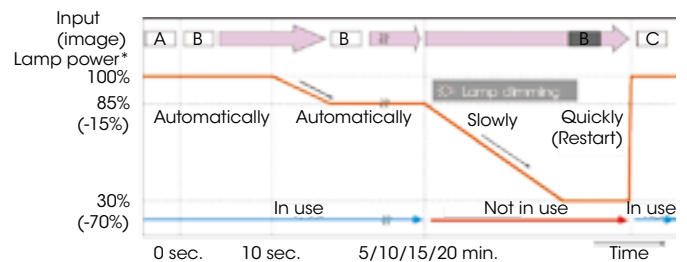 Input
(image)
A B B B C
Lamp power*
100%
Lamp dimming
85%
(-15%)
Automatically Automatically Slowly Quickly
(Restart)
30%
(-70%)
In use Not in use In use
0 sec. 10 sec. 5/10/15/20 min. Time